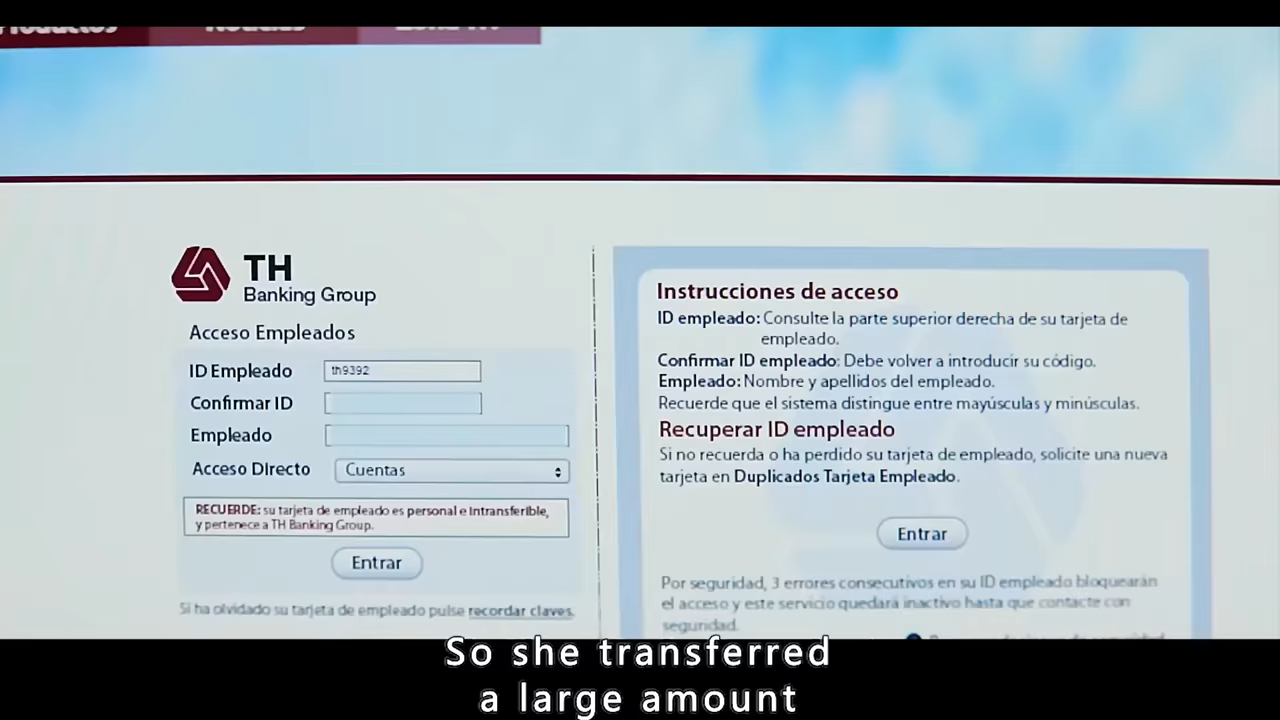 Productos Noticias Zona TH
TH
Banking Group
Acceso Empleados
ID Empleado th9392
Confirmar ID
Empleado
Acceso Directo Cuentas
RECUERDE: su tarjeta de empleado es personal e intransferible,
y pertenece a TH Banking Group.
Entrar
Si ha olvidado su tarjeta de empleado pulse recordar claves.
Instrucciones de acceso
ID empleado: Consulte la parte superior derecha de su tarjeta de
empleado.
Confirmar ID empleado: Debe volver a introducir su código.
Empleado: Nombre y apellidos del empleado.
Recuerde que el sistema distingue entre mayúsculas y minúsculas.
Recuperar ID empleado
Si no recuerda o ha perdido su tarjeta de empleado, solicite una nueva
tarjeta en Duplicados Tarjeta Empleado.
Entrar
Por seguridad, 3 errores consecutivos en su ID empleado bloquearán
el acceso y este servicio quedará inactivo hasta que contacte con
seguridad.
So she transferred
a large amount